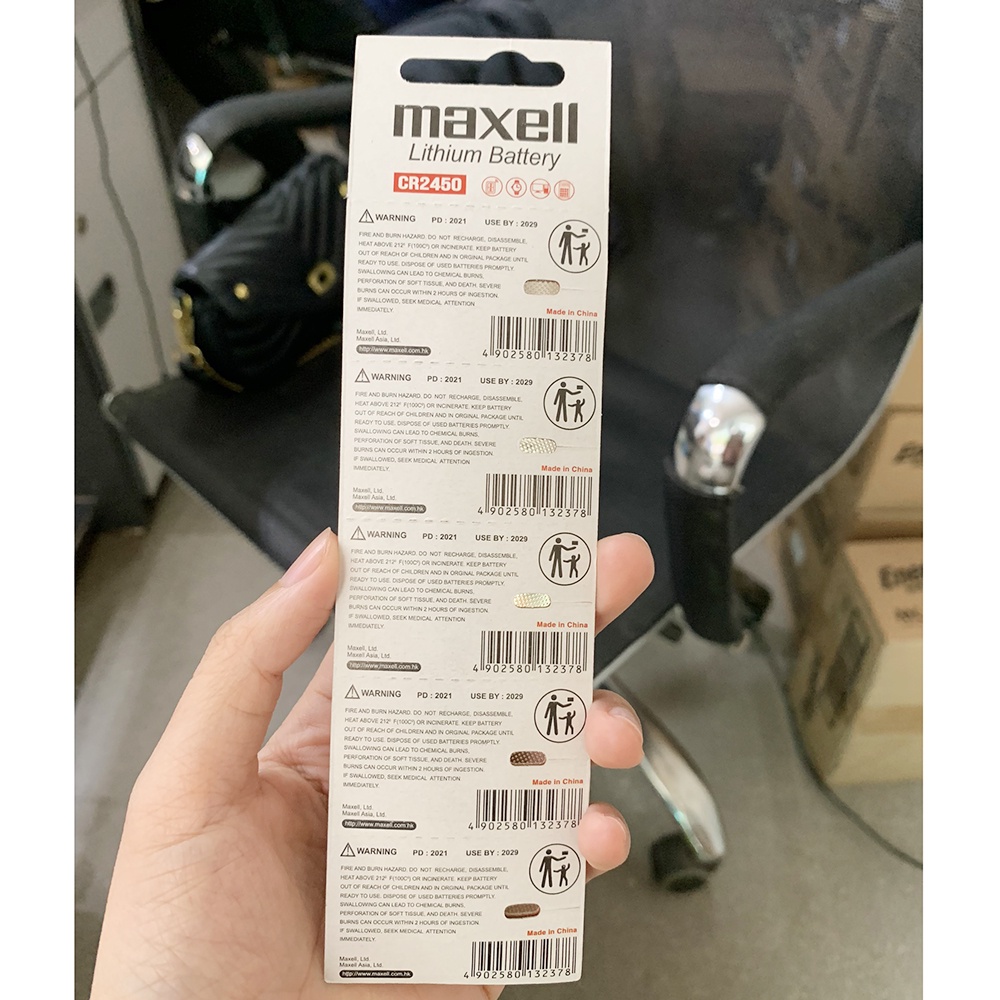 maxell
Lithium Battery
CR2450
WARNING PD : 2021 USE BY : 2029
FIRE AND BURN HAZARD. DO NOT RECHARGE, DISASSEMBLE,
HEAT ABOVE 212° F(100C°) OR INCINERATE. KEEP BATTERY
OUT OF REACH OF CHILDREN AND IN ORGINAL PACKAGE UNTIL
READY TO USE. DISPOSE OF USED BATTERIES PROMPTLY.
SWALLOWING CAN LEAD TO CHEMICAL BURNS,
PERFORATION OF SOFT TISSUE, AND DEATH. SEVERE
BURNS CAN OCCUR WITHIN 2 HOURS OF INGESTION.
IF SWALLOWED, SEEK MEDICAL ATTENTION
IMMEDIATELY.
Made in China
Maxell, Ltd.
Maxell Asia, Ltd.
http://www.maxell.com.hk
4 902580 132378
WARNING PD : 2021 USE BY : 2029
FIRE AND BURN HAZARD. DO NOT RECHARGE, DISASSEMBLE,
HEAT ABOVE 212° F(100C°) OR INCINERATE. KEEP BATTERY
OUT OF REACH OF CHILDREN AND IN ORGINAL PACKAGE UNTIL
READY TO USE. DISPOSE OF USED BATTERIES PROMPTLY.
SWALLOWING CAN LEAD TO CHEMICAL BURNS,
PERFORATION OF SOFT TISSUE, AND DEATH. SEVERE
BURNS CAN OCCUR WITHIN 2 HOURS OF INGESTION.
IF SWALLOWED, SEEK MEDICAL ATTENTION
IMMEDIATELY.
Made in China
Maxell, Ltd.
Maxell Asia, Ltd.
http://www.maxell.com.hk
4 902580 132378
WARNING PD : 2021 USE BY : 2029
FIRE AND BURN HAZARD. DO NOT RECHARGE, DISASSEMBLE,
HEAT ABOVE 212° F(100C°) OR INCINERATE. KEEP BATTERY
OUT OF REACH OF CHILDREN AND IN ORGINAL PACKAGE UNTIL
READY TO USE. DISPOSE OF USED BATTERIES PROMPTLY.
SWALLOWING CAN LEAD TO CHEMICAL BURNS,
PERFORATION OF SOFT TISSUE, AND DEATH. SEVERE
BURNS CAN OCCUR WITHIN 2 HOURS OF INGESTION.
IF SWALLOWED, SEEK MEDICAL ATTENTION
IMMEDIATELY.
Made in China
Maxell, Ltd.
Maxell Asia, Ltd.
http://www.maxell.com.hk
4 902580 132378
WARNING PD : 2021 USE BY : 2029
FIRE AND BURN HAZARD. DO NOT RECHARGE, DISASSEMBLE,
HEAT ABOVE 212° F(100C°) OR INCINERATE. KEEP BATTERY
OUT OF REACH OF CHILDREN AND IN ORGINAL PACKAGE UNTIL
READY TO USE. DISPOSE OF USED BATTERIES PROMPTLY.
SWALLOWING CAN LEAD TO CHEMICAL BURNS,
PERFORATION OF SOFT TISSUE, AND DEATH. SEVERE
BURNS CAN OCCUR WITHIN 2 HOURS OF INGESTION.
IF SWALLOWED, SEEK MEDICAL ATTENTION
IMMEDIATELY.
Made in China
Maxell, Ltd.
Maxell Asia, Ltd.
http://www.maxell.com.hk
4 902580 132378
WARNING PD : 2021 USE BY : 2029
FIRE AND BURN HAZARD. DO NOT RECHARGE, DISASSEMBLE,
HEAT ABOVE 212° F(100C°) OR INCINERATE. KEEP BATTERY
OUT OF REACH OF CHILDREN AND IN ORGINAL PACKAGE UNTIL
READY TO USE. DISPOSE OF USED BATTERIES PROMPTLY.
SWALLOWING CAN LEAD TO CHEMICAL BURNS,
PERFORATION OF SOFT TISSUE, AND DEATH. SEVERE
BURNS CAN OCCUR WITHIN 2 HOURS OF INGESTION.
IF SWALLOWED, SEEK MEDICAL ATTENTION
IMMEDIATELY.
Made in China
Maxell, Ltd.
Maxell Asia, Ltd.
http://www.maxell.com.hk
4 902580 132378